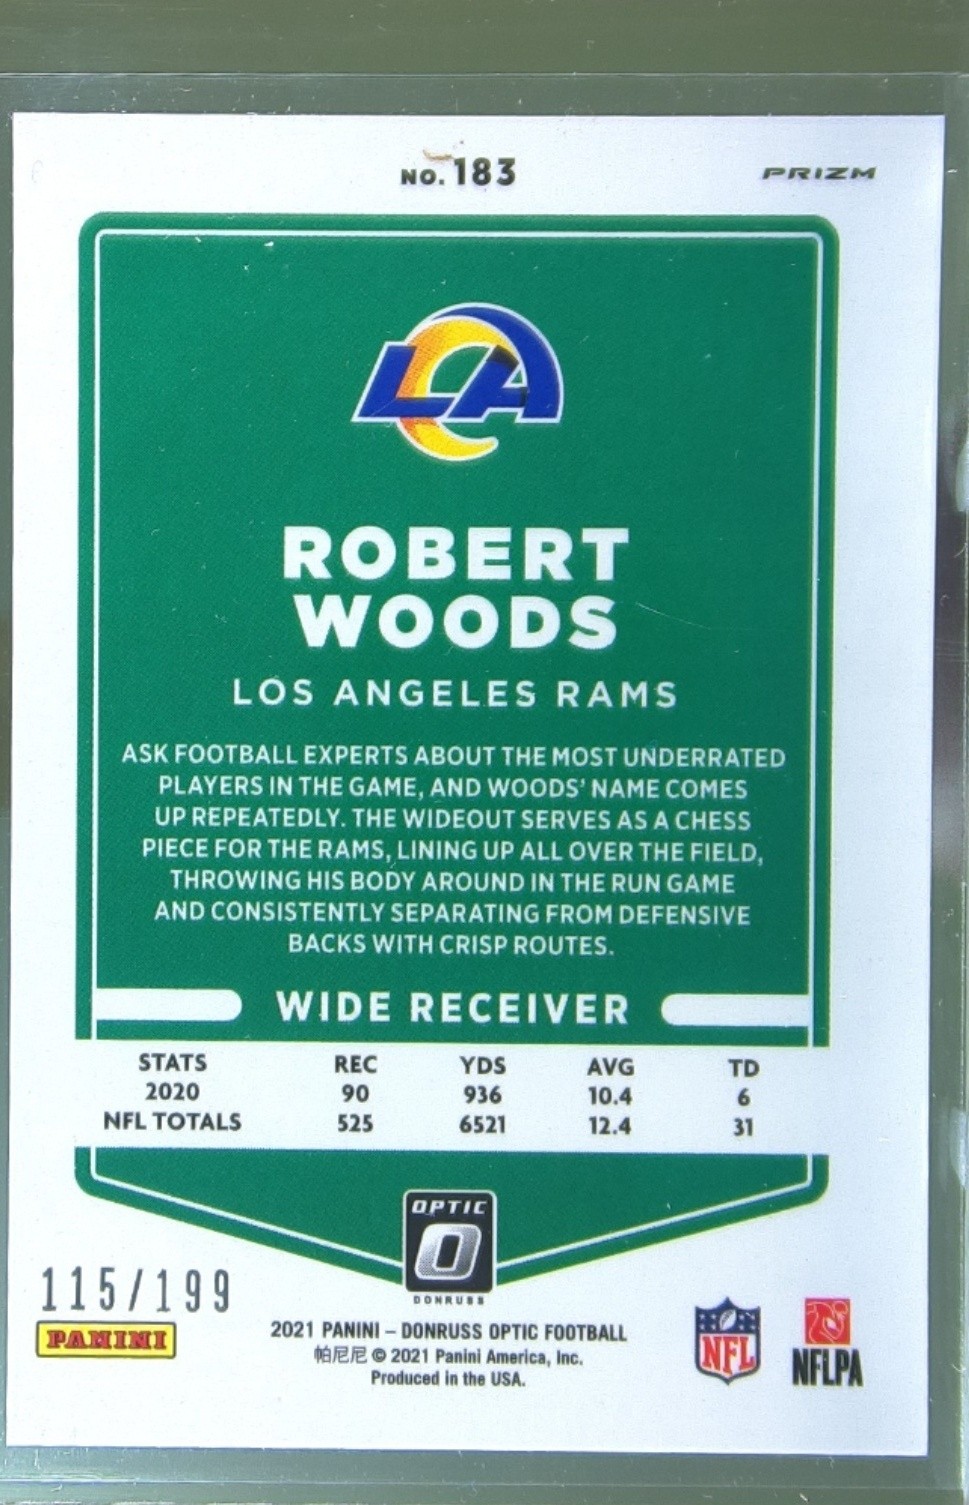 NO. 183
PRIZM
LA
ROBERT
WOODS
LOS ANGELES RAMS
ASK FOOTBALL EXPERTS ABOUT THE MOST UNDERRATED
PLAYERS IN THE GAME, AND WOODS' NAME COMES
UP REPEATEDLY. THE WIDEOUT SERVES AS A CHESS
PIECE FOR THE RAMS, LINING UP ALL OVER THE FIELD,
THROWING HIS BODY AROUND IN THE RUN GAME
AND CONSISTENTLY SEPARATING FROM DEFENSIVE
BACKS WITH CRISP ROUTES.
WIDE RECEIVER
STATS REC YDS AVG TD
2020 90 936 10.4 6
NFL TOTALS 525 6521 12.4 31
OPTIC
O
DONRUSS
115/199
PANINI
2021 PANINI – DONRUSS OPTIC FOOTBALL
帕尼尼 © 2021 Panini America, Inc.
Produced in the USA.
NFL
NFLPA